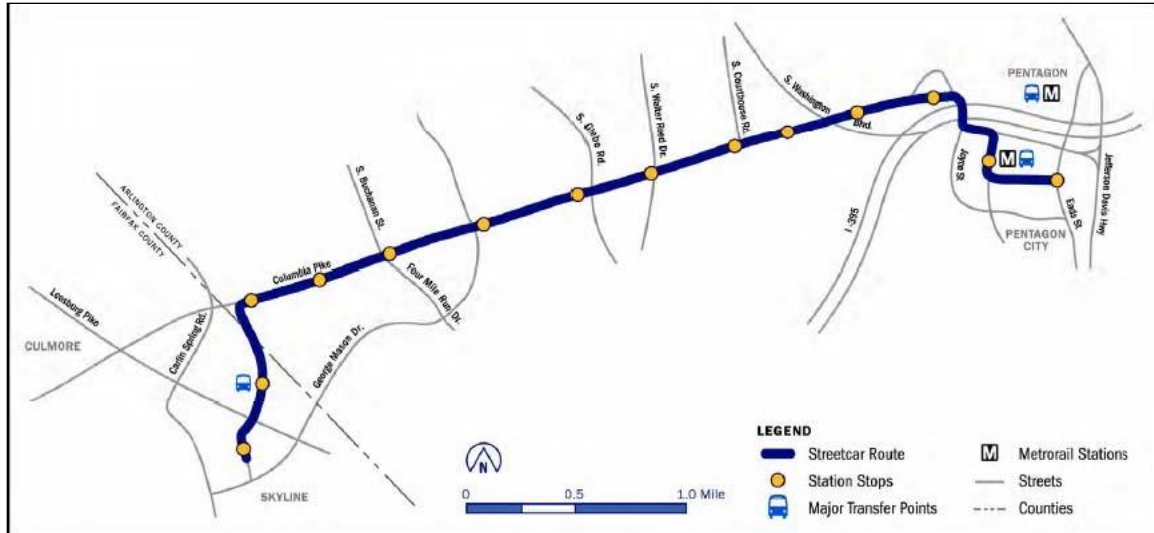 PENTAGON
M
S. Courthouse Rd.
S. Washington
Blvd.
S. Walter Reed Dr.
S. Glebe Rd.
Joyce St.
M
Jefferson Davis Hwy
Eads St.
PENTAGON
CITY
I-395
S. Buchanan St.
ARLINGTON COUNTY
FAIRFAX COUNTY
Columbia Pike
Four Mile Run Dr.
Leesburg Pike
Carlin Spring Rd.
George Mason Dr.
CULMORE
SKYLINE
N
0 0.5 1.0 Mile
LEGEND
Streetcar Route
Station Stops
Major Transfer Points
M Metrorail Stations
Streets
Counties